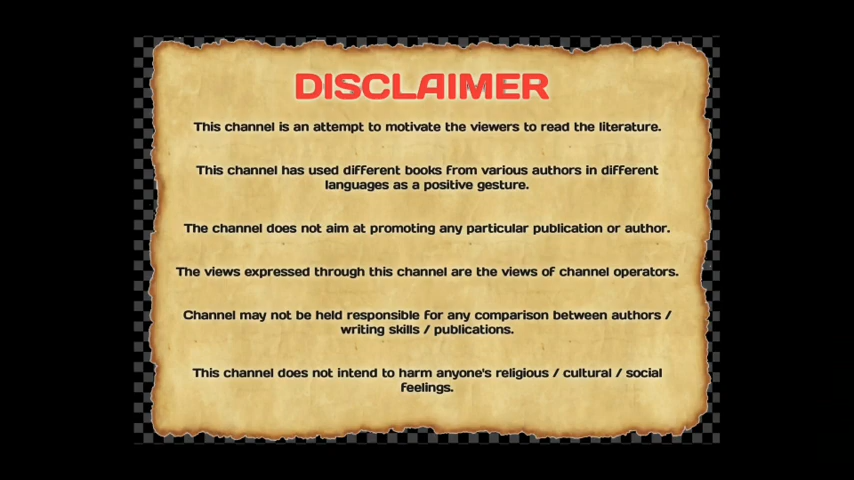 DISCLAIMER
This channel is an attempt to motivate the viewers to read the literature.
This channel has used different books from various authors in different
languages as a positive gesture.
The channel does not aim at promoting any particular publication or author.
The views expressed through this channel are the views of channel operators.
Channel may not be held responsible for any comparison between authors /
writing skills / publications.
This channel does not intend to harm anyone's religious / cultural / social
feelings.